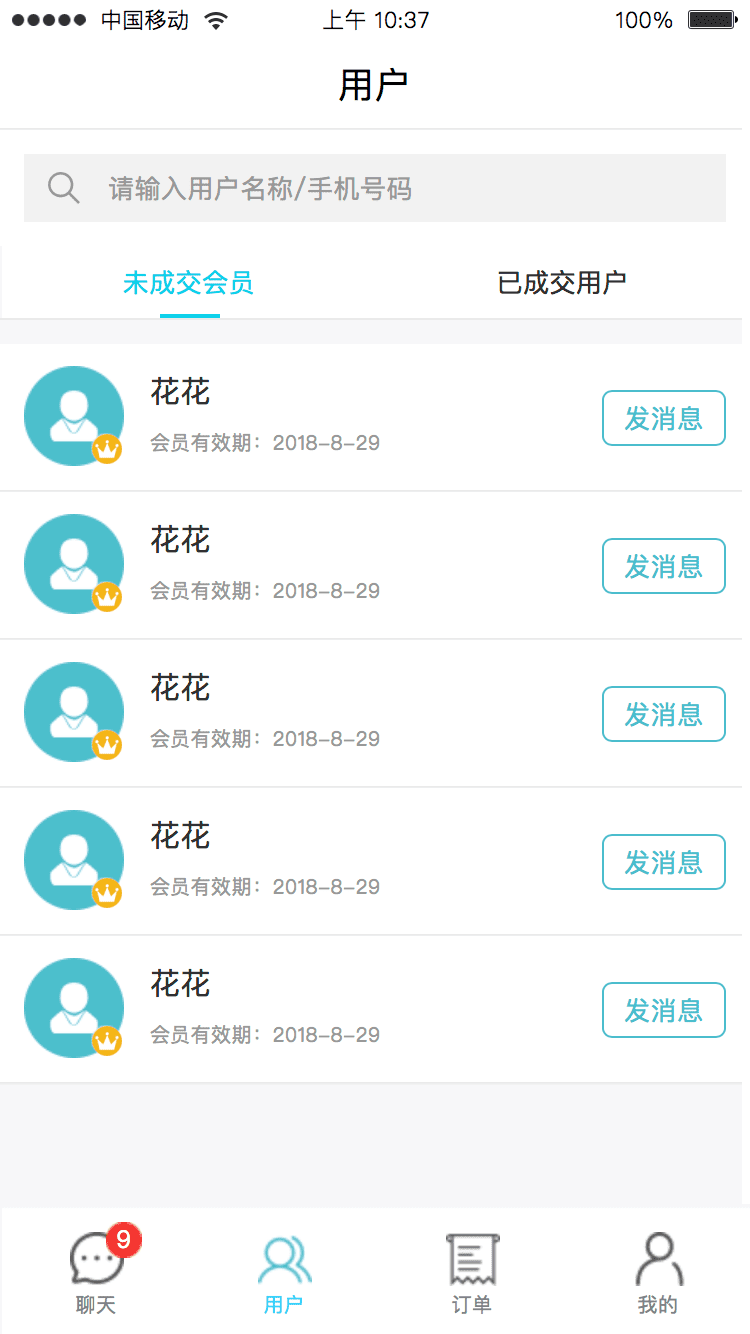 中国移动 上午 10:37 100%
用户
请输入用户名称/手机号码
未成交会员 已成交用户
花花
会员有效期：2018-8-29
发消息
花花
会员有效期：2018-8-29
发消息
花花
会员有效期：2018-8-29
发消息
花花
会员有效期：2018-8-29
发消息
花花
会员有效期：2018-8-29
发消息
9
聊天 用户 订单 我的